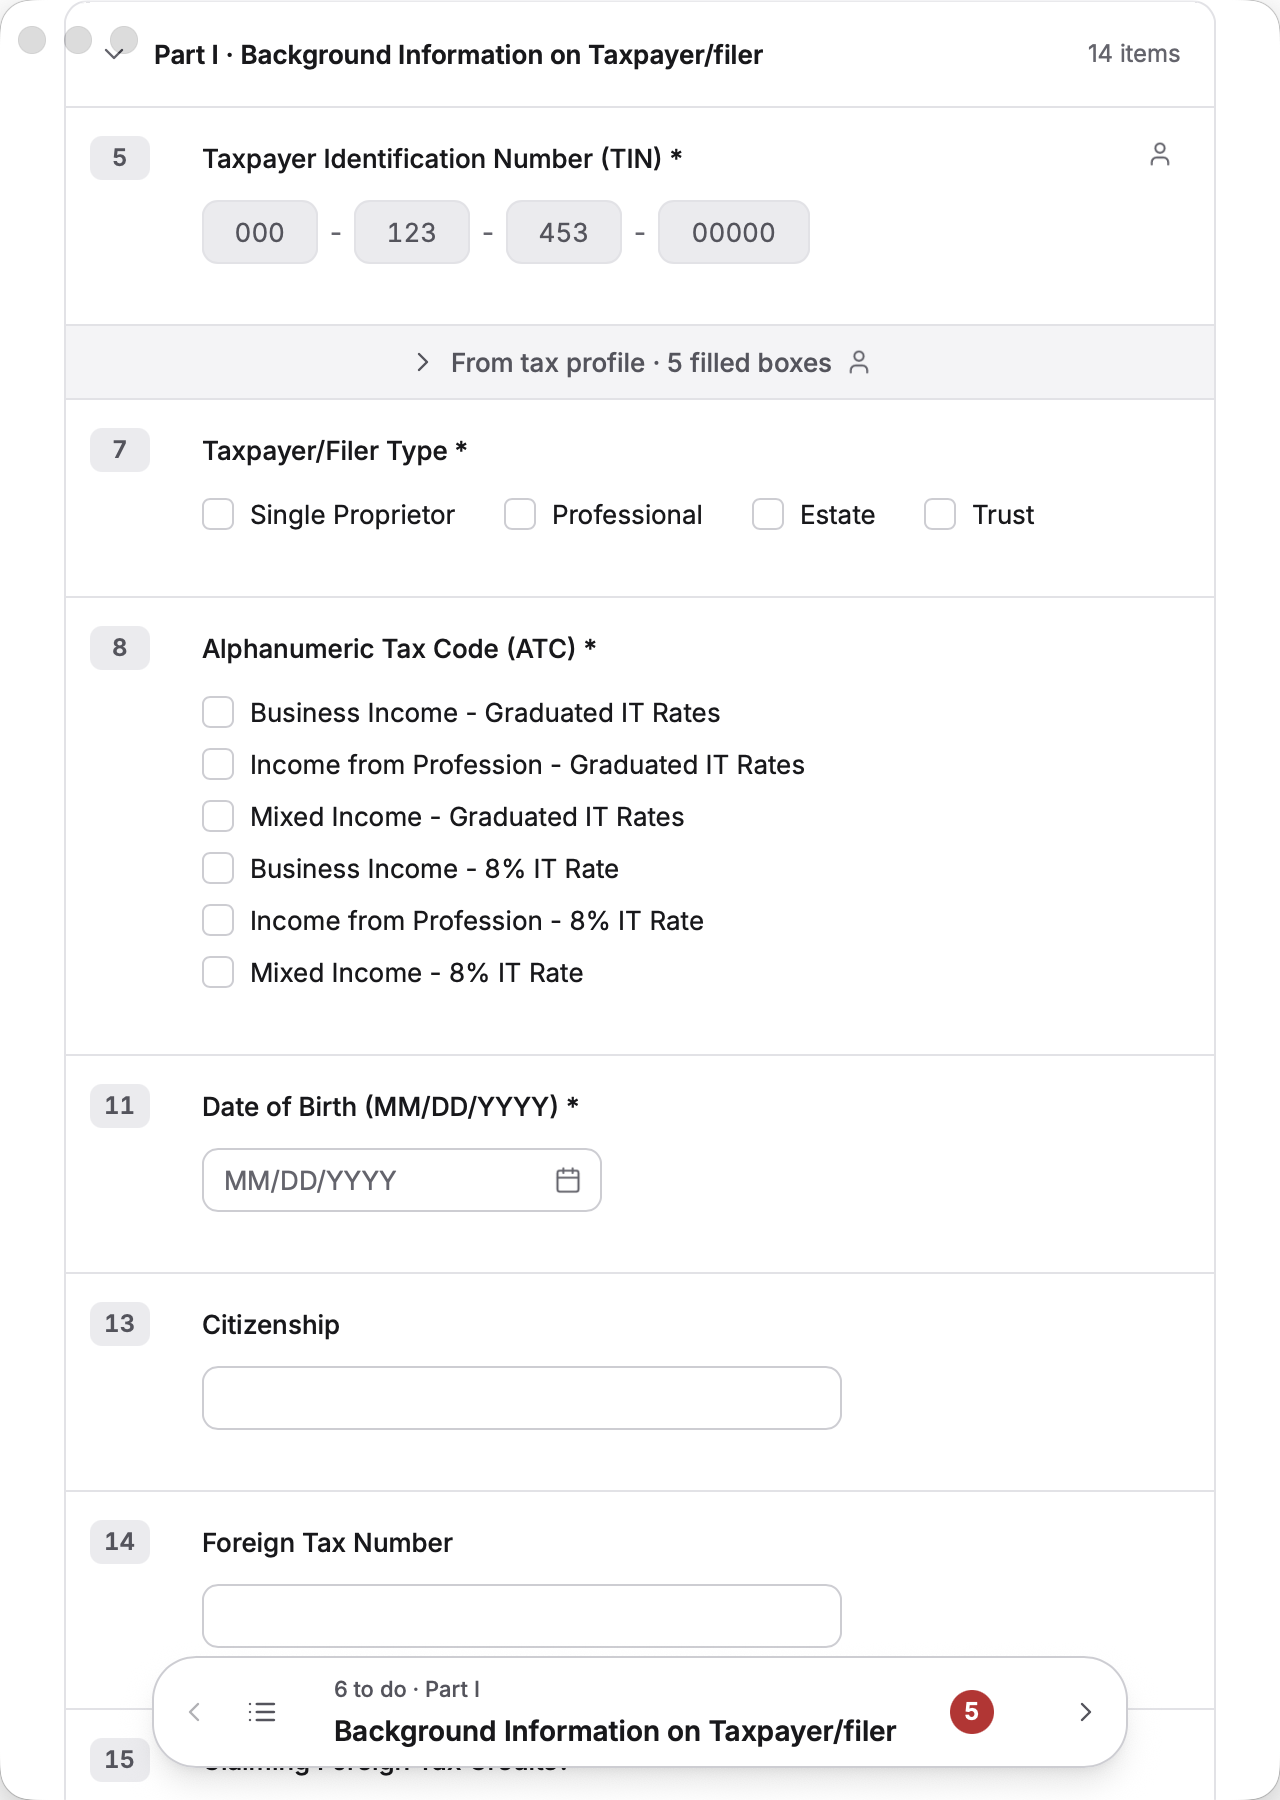 Part I · Background Information on Taxpayer/filer 14 items
5 Taxpayer Identification Number (TIN) *
000 - 123 - 453 - 00000
From tax profile · 5 filled boxes
7 Taxpayer/Filer Type *
Single Proprietor Professional Estate Trust
8 Alphanumeric Tax Code (ATC) *
Business Income - Graduated IT Rates
Income from Profession - Graduated IT Rates
Mixed Income - Graduated IT Rates
Business Income - 8% IT Rate
Income from Profession - 8% IT Rate
Mixed Income - 8% IT Rate
11 Date of Birth (MM/DD/YYYY) *
MM/DD/YYYY
13 Citizenship
14 Foreign Tax Number
6 to do · Part I
Background Information on Taxpayer/filer 5
15